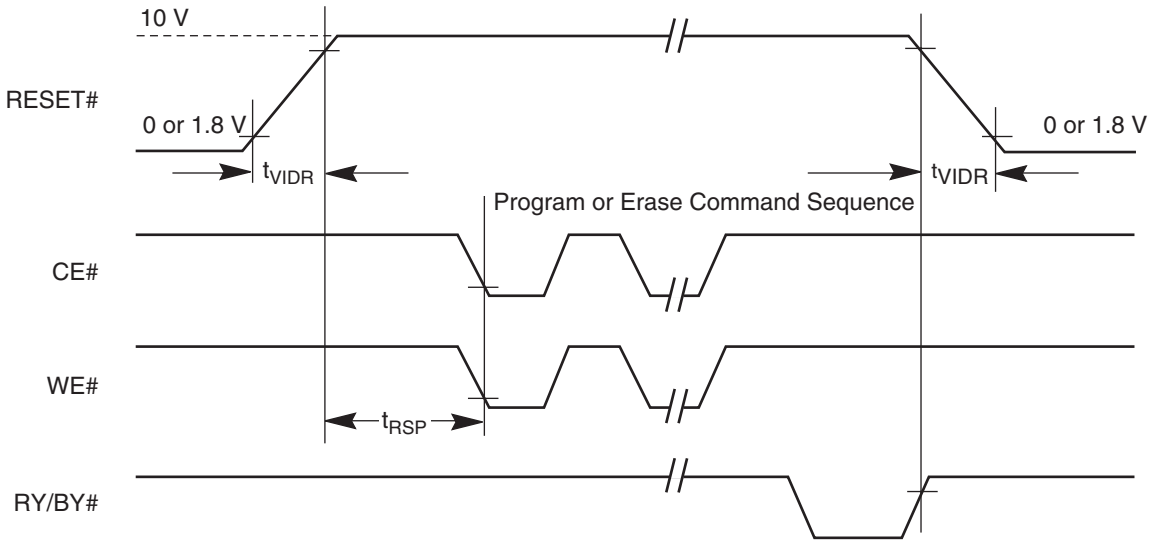 10 V
RESET#
0 or 1.8 V
0 or 1.8 V
tVIDR
tVIDR
Program or Erase Command Sequence
CE#
WE#
tRSP
RY/BY#